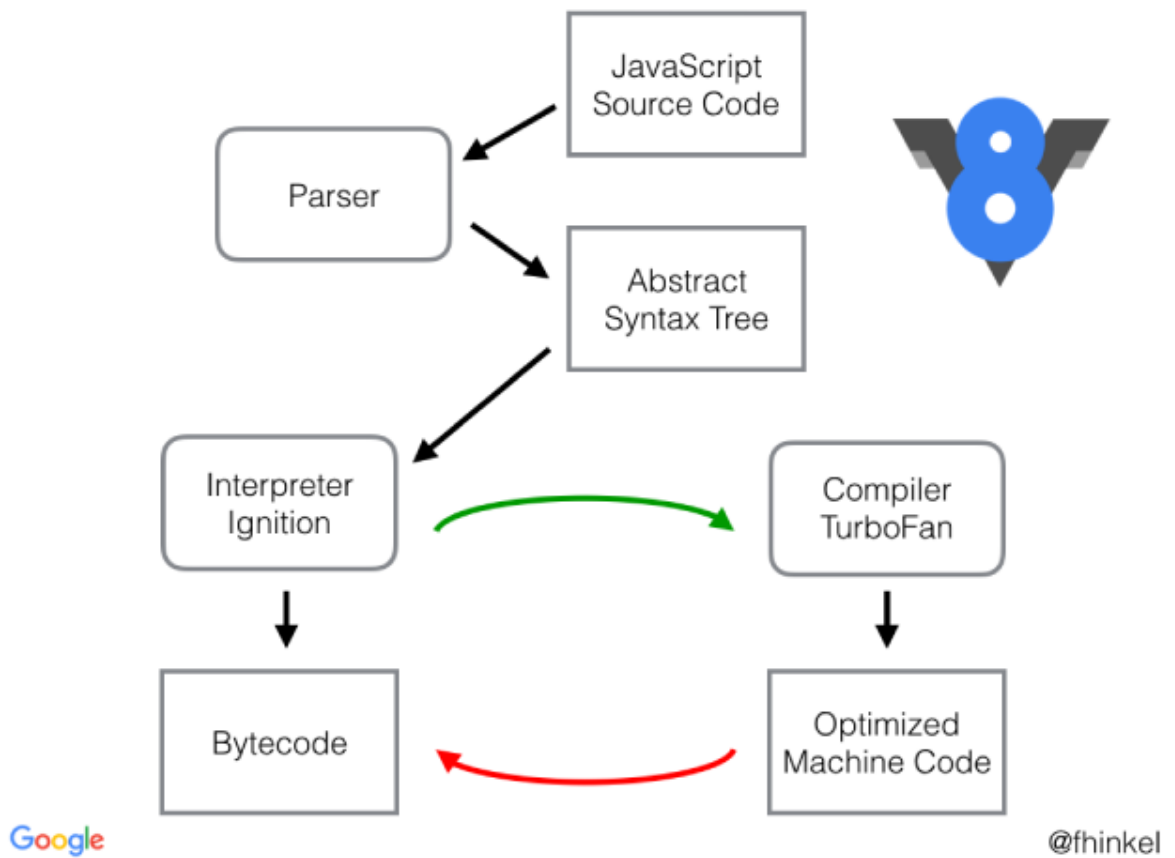 JavaScript
Source Code
Parser
Abstract
Syntax Tree
Interpreter
Ignition
Compiler
TurboFan
Bytecode
Optimized
Machine Code
Google
@fhinkel